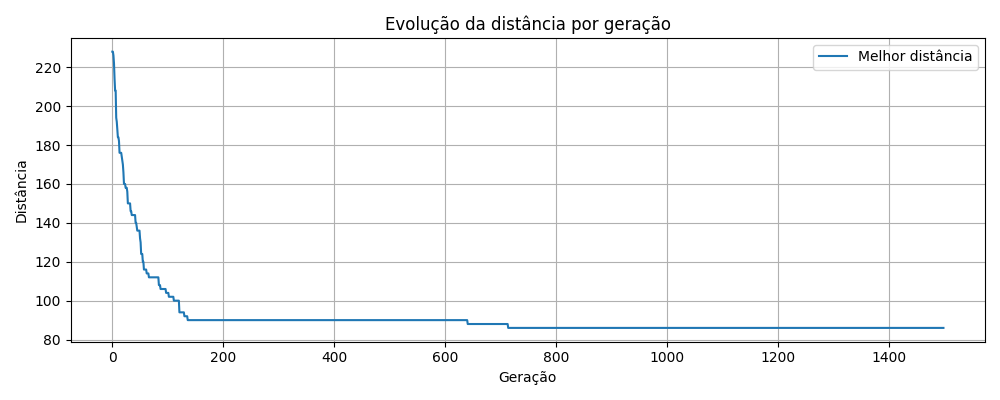 Evolução da distância por geração
Melhor distância
Distância
220
200
180
160
140
120
100
80
0 200 400 600 800 1000 1200 1400
Geração